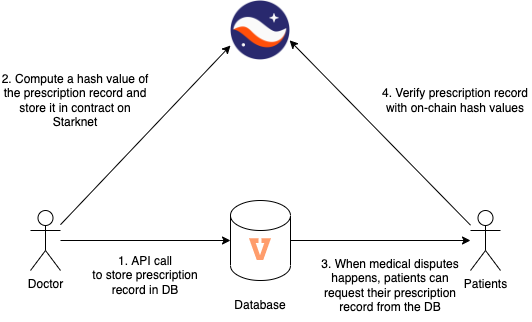 2. Compute a hash value of
the prescription record and
store it in contract on
Starknet
4. Verify prescription record
with on-chain hash values
1. API call
to store prescription
record in DB
3. When medical disputes
happens, patients can
request their prescription
record from the DB
Doctor
Database
Patients